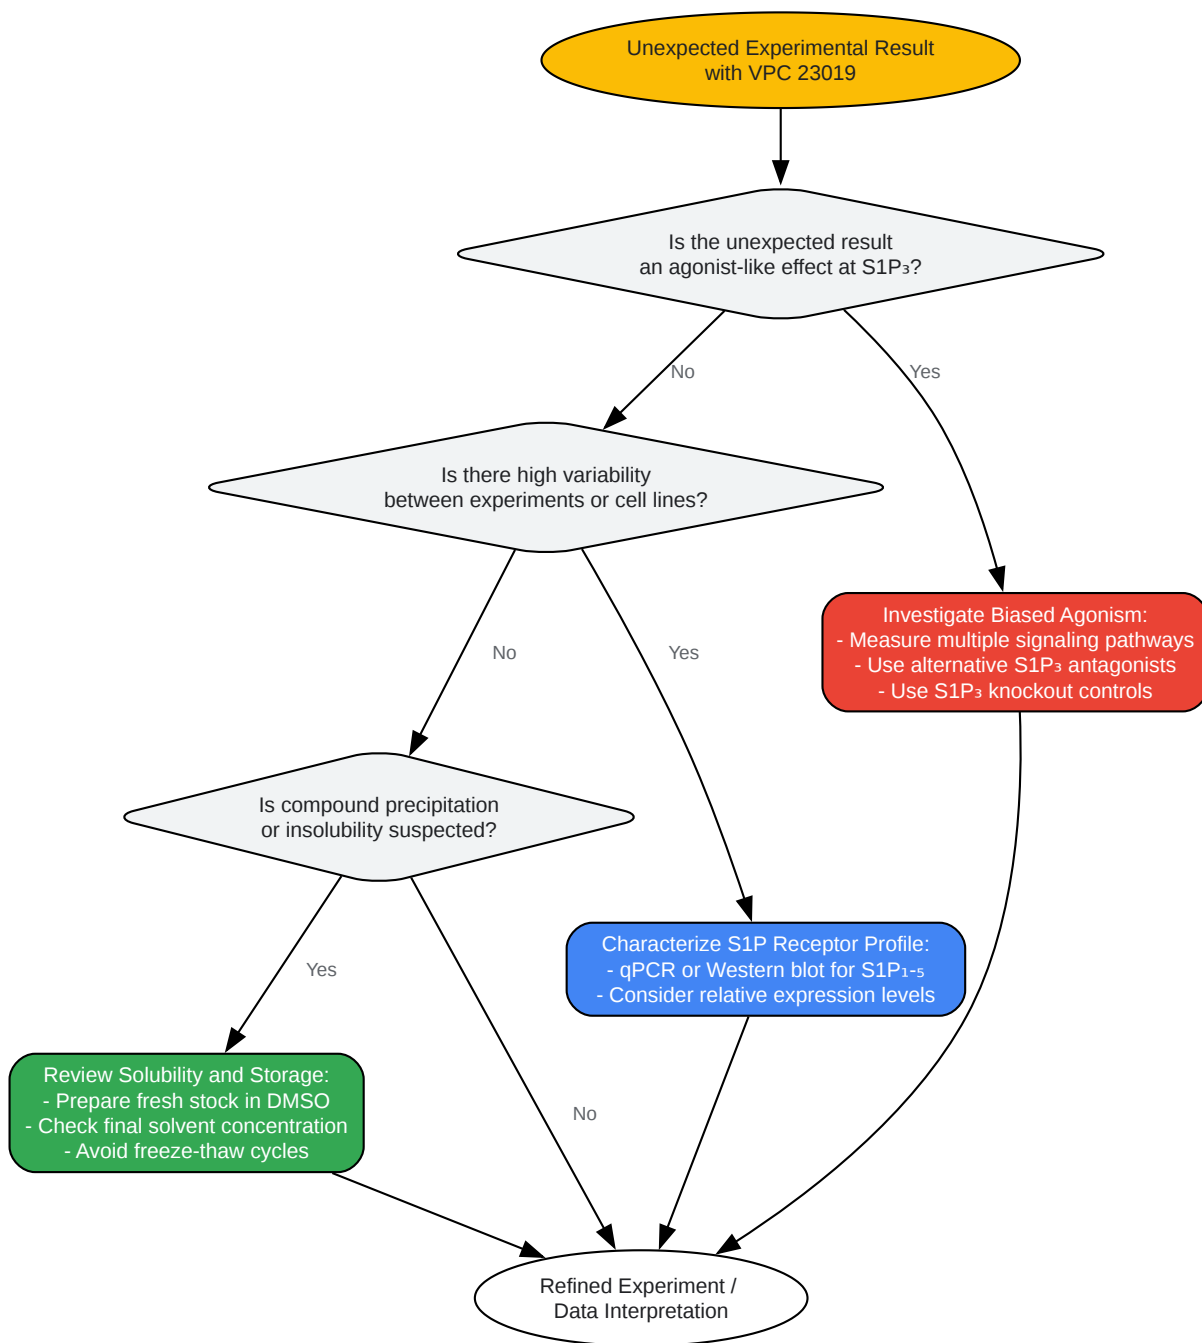 Unexpected Experimental Result
with VPC 23019
Is the unexpected result
an agonist-like effect at S1P₃?
No
Yes
Is there high variability
between experiments or cell lines?
No
Yes
Investigate Biased Agonism:
- Measure multiple signaling pathways
- Use alternative S1P₃ antagonists
- Use S1P₃ knockout controls
Is compound precipitation
or insolubility suspected?
Yes
No
Characterize S1P Receptor Profile:
- qPCR or Western blot for S1P₁-₅
- Consider relative expression levels
Review Solubility and Storage:
- Prepare fresh stock in DMSO
- Check final solvent concentration
- Avoid freeze-thaw cycles
Refined Experiment /
Data Interpretation